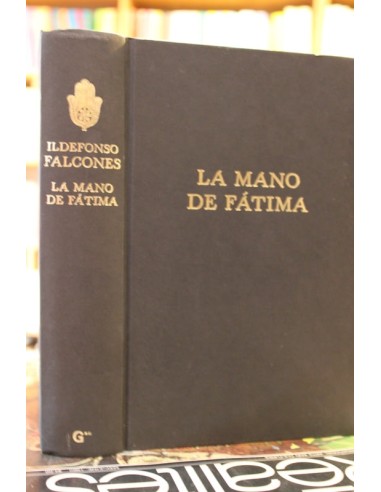 ILDEFONSO
FALCONES
LA MANO
DE FÁTIMA
LA MANO
DE FÁTIMA